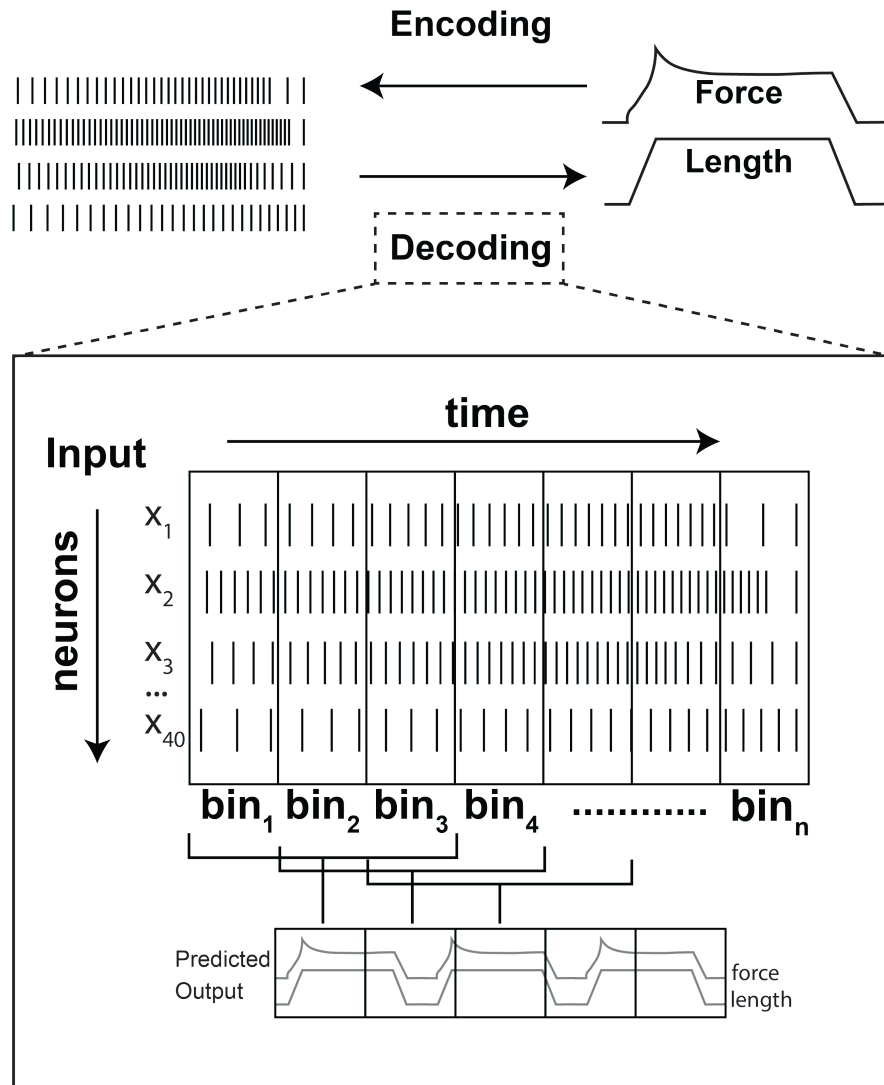 Encoding
Force
Length
Decoding
time
Input
neurons
x1
x2
x3
...
x40
bin1 bin2 bin3 bin4 ............ binn
Predicted
Output
force
length